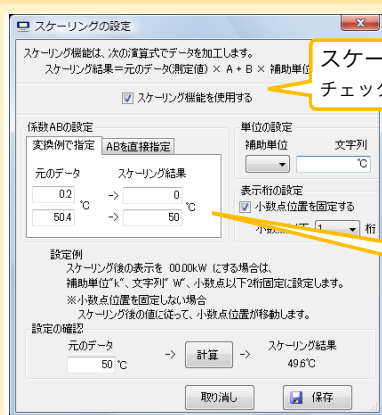 スケーリングの設定
スケーリング機能は、次の演算式でデータを加工します。
スケーリング結果＝元のデータ(測定値) × A + B × 補助単位
スケー
チェック
スケーリング機能を使用する
係数ABの設定
変換例で指定 ABを直接指定
元のデータ スケーリング結果
0.2 ℃ -> 0 ℃
50.4 -> 50
単位の設定
補助単位 文字列
℃
表示桁の設定
小数点位置を固定する
小数点以下 1 桁
設定例
スケーリング後の表示を 00.00kW にする場合は、
補助単位"k"、文字列" W"、小数点以下2桁固定に設定します。
※小数点位置を固定しない場合
スケーリング後の値に従って、小数点位置が移動します。
設定の確認
元のデータ スケーリング結果
50 ℃ -> 計算 -> 49.6℃
取り消し 保存